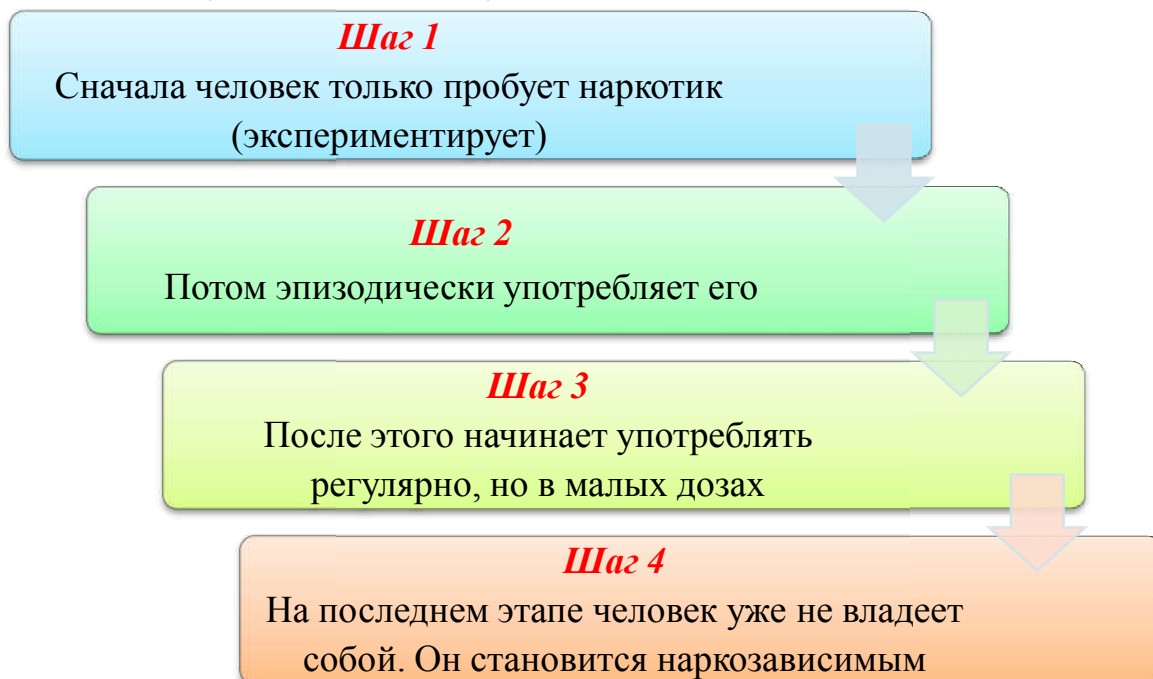 Шаг 1
Сначала человек только пробует наркотик
(экспериментирует)
Шаг 2
Потом эпизодически употребляет его
Шаг 3
После этого начинает употреблять
регулярно, но в малых дозах
Шаг 4
На последнем этапе человек уже не владеет
собой. Он становится наркозависимым